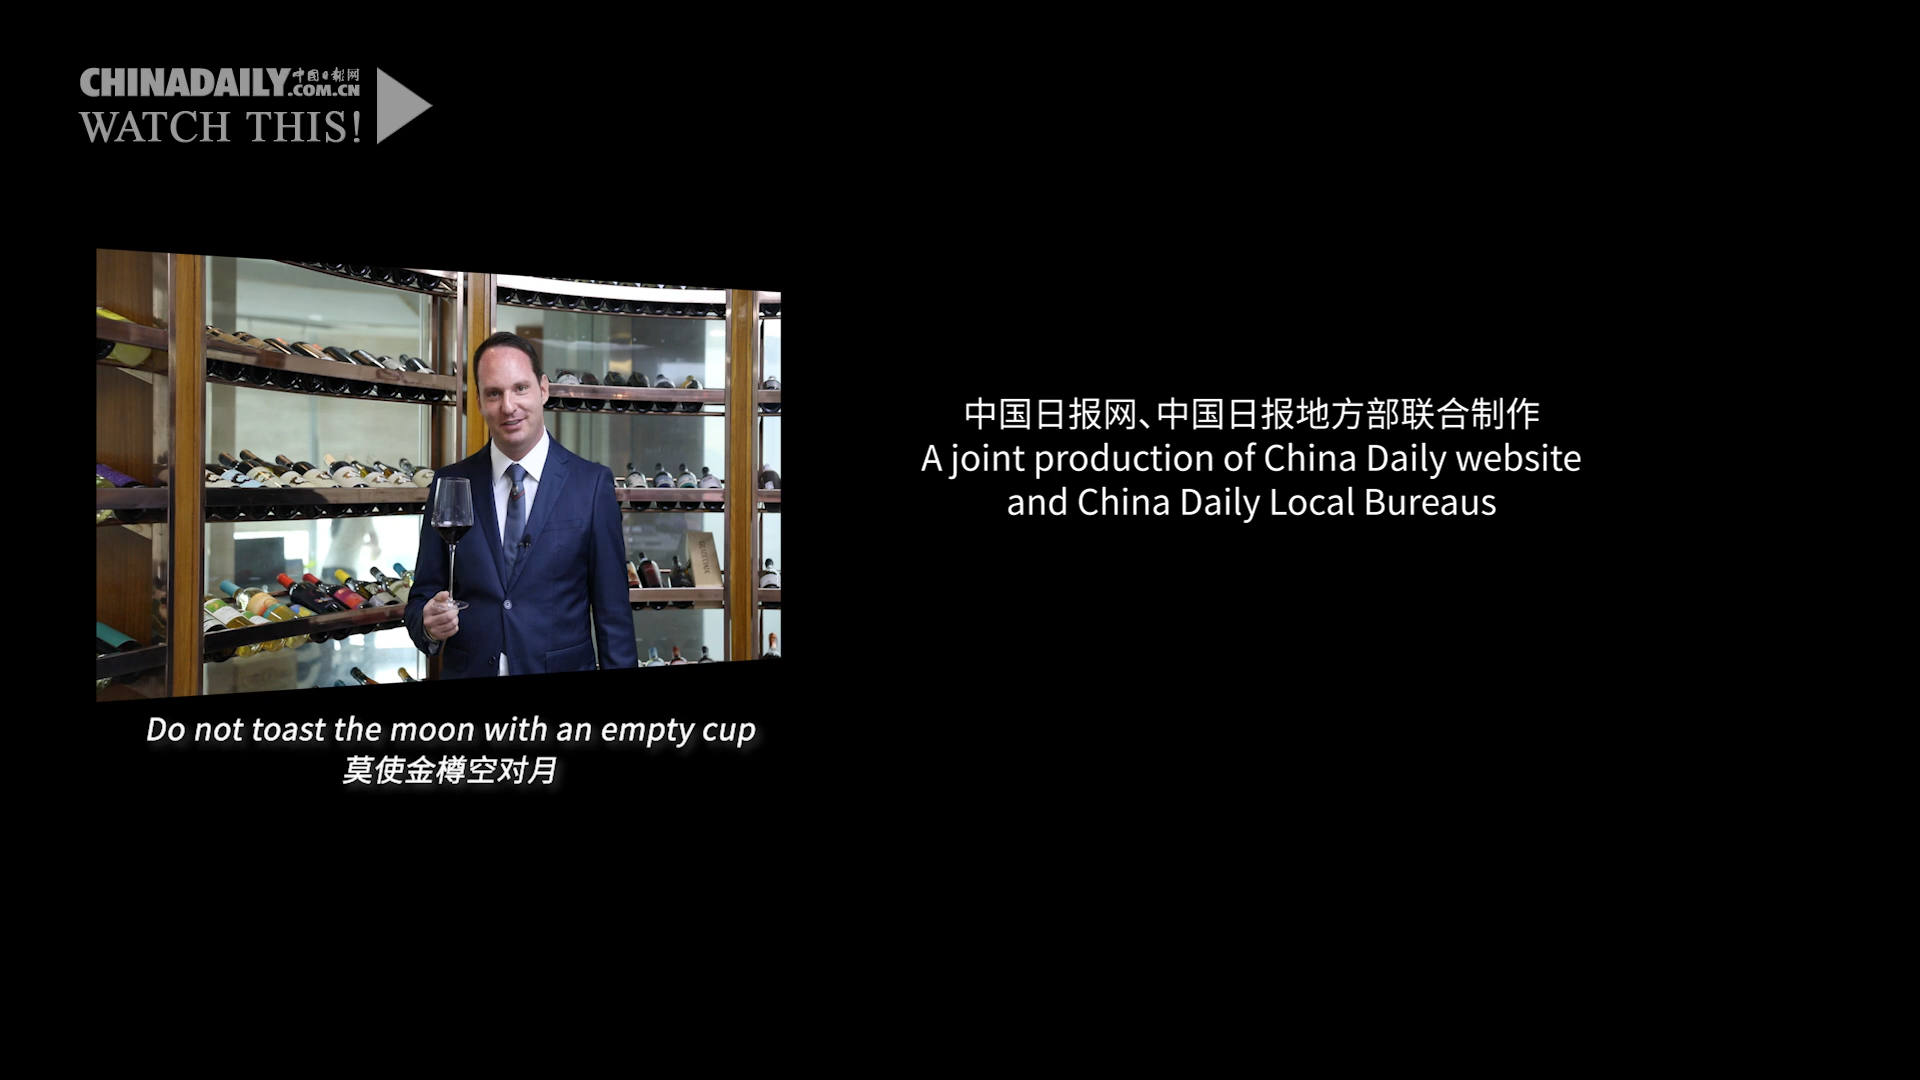 CHINADAILY 中国日报网
.COM.CN
WATCH THIS!
中国日报网、中国日报地方部联合制作
A joint production of China Daily website
and China Daily Local Bureaus
Do not toast the moon with an empty cup
莫使金樽空对月